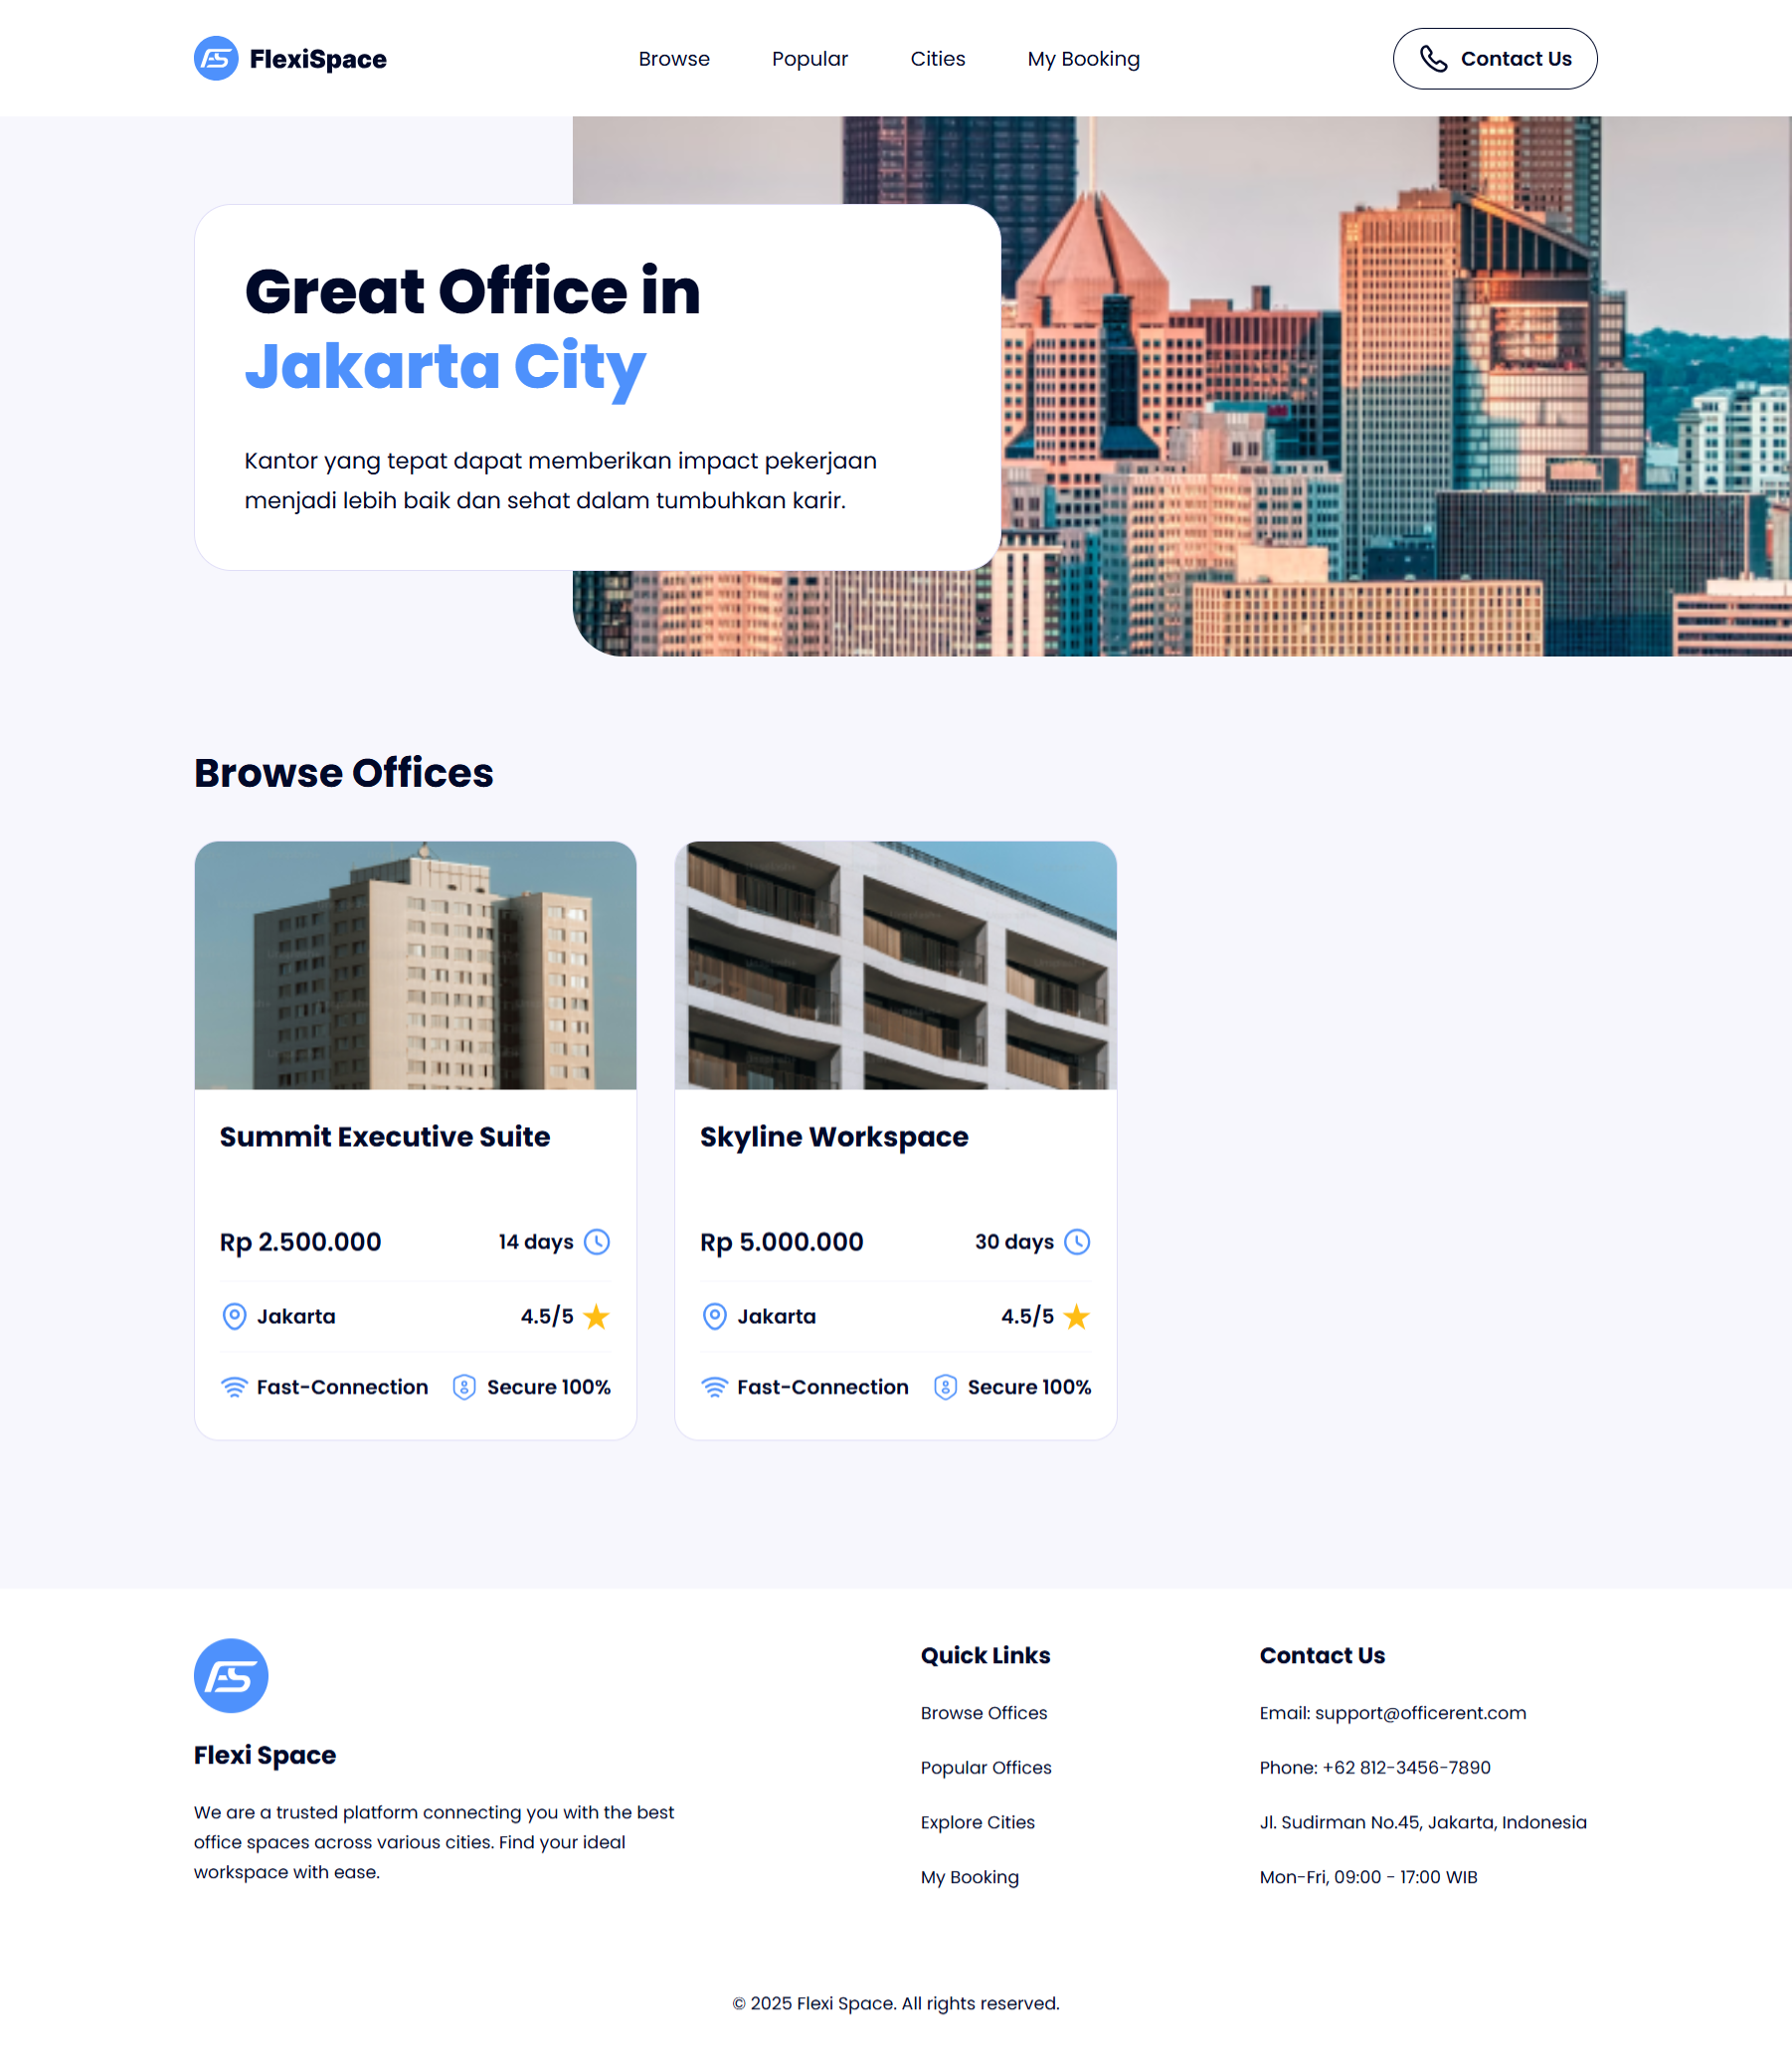 FlexiSpace
Browse
Popular
Cities
My Booking
Contact Us
Great Office in
Jakarta City
Kantor yang tepat dapat memberikan impact pekerjaan
menjadi lebih baik dan sehat dalam tumbuhkan karir.
Browse Offices
Summit Executive Suite
Rp 2.500.000
14 days
Jakarta
4.5/5
Fast-Connection
Secure 100%
Skyline Workspace
Rp 5.000.000
30 days
Jakarta
4.5/5
Fast-Connection
Secure 100%
Flexi Space
We are a trusted platform connecting you with the best
office spaces across various cities. Find your ideal
workspace with ease.
Quick Links
Browse Offices
Popular Offices
Explore Cities
My Booking
Contact Us
Email: support@officerent.com
Phone: +62 812-3456-7890
Jl. Sudirman No.45, Jakarta, Indonesia
Mon-Fri, 09:00 - 17:00 WIB
© 2025 Flexi Space. All rights reserved.